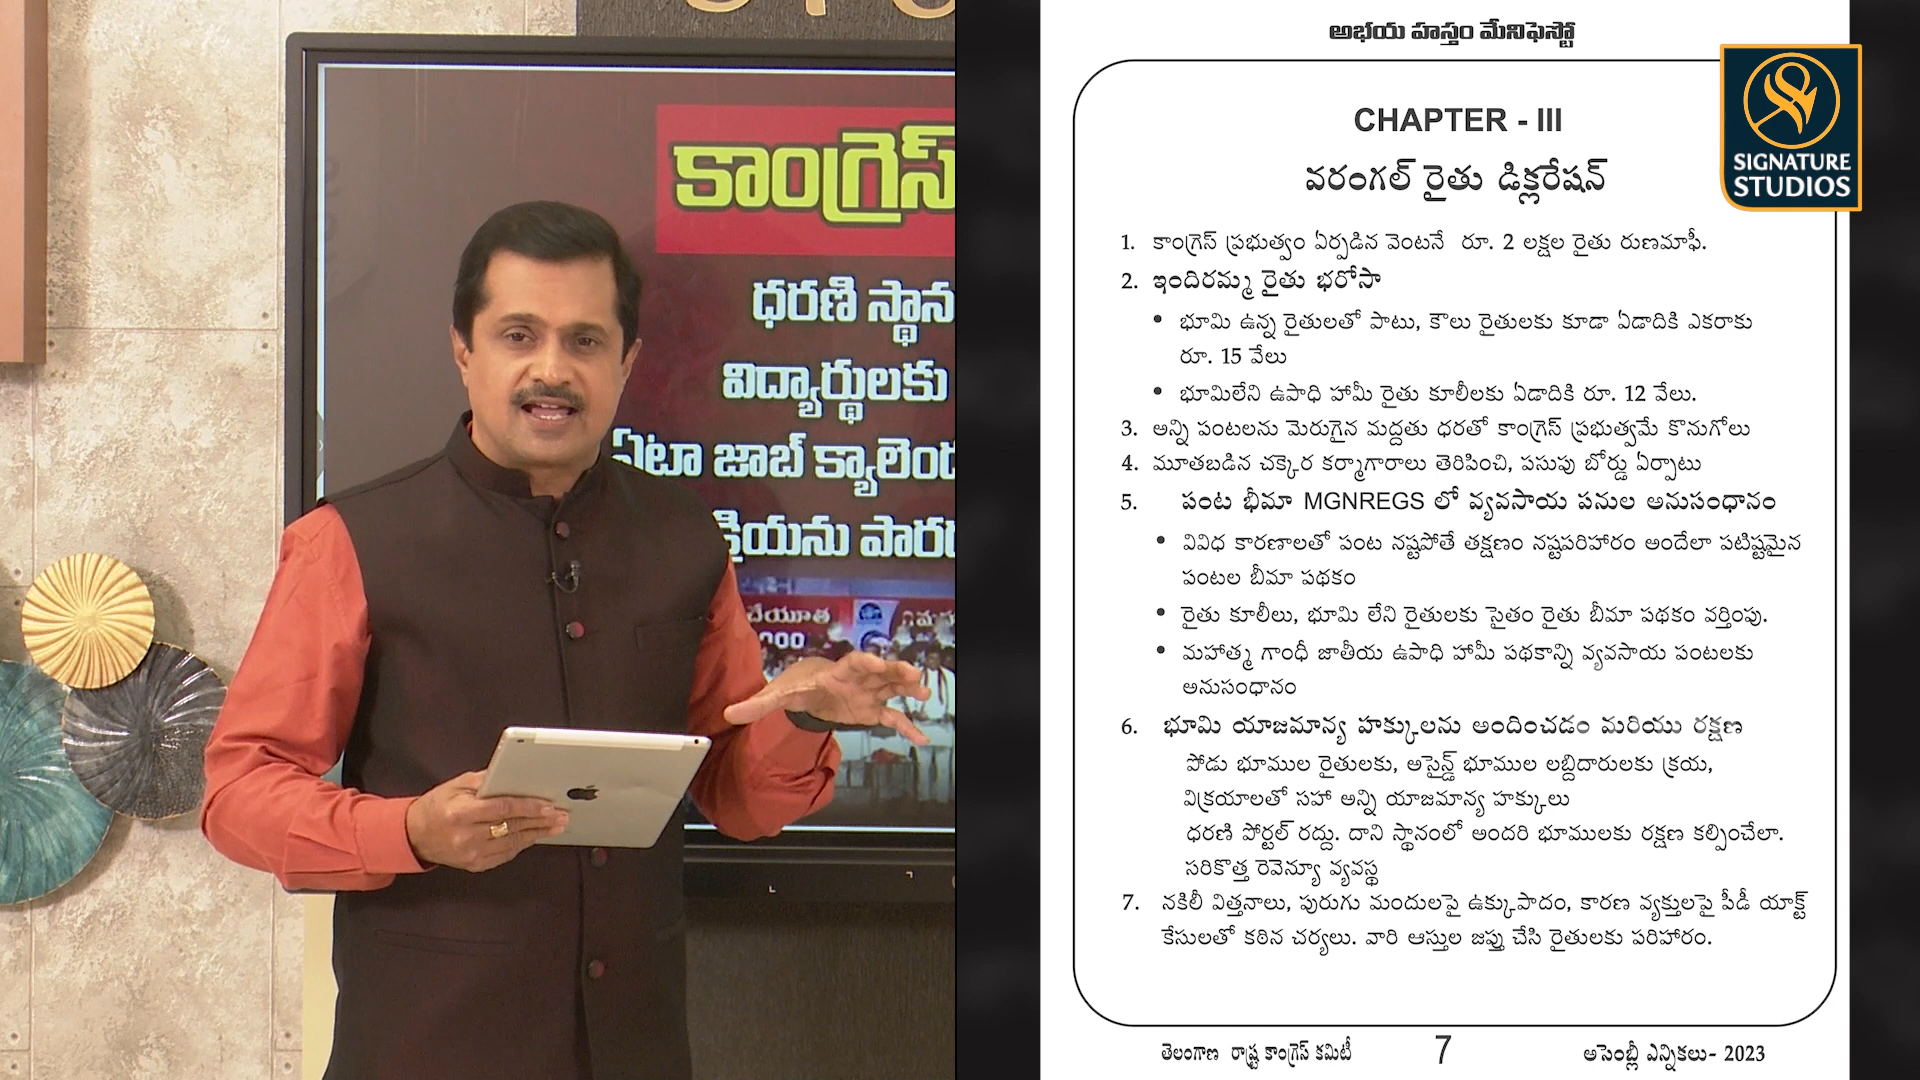 కాంగ్రెస్
ధరణి స్థాన
విద్యార్థులకు
ఏటా జాబ్ క్యాలెండ
క్రియను పార
చేయూత
అభయ హస్తం మేనిఫెస్టో
SIGNATURE
STUDIOS
CHAPTER - III
వరంగల్ రైతు డిక్లరేషన్
1. కాంగ్రెస్ ప్రభుత్వం ఏర్పడిన వెంటనే రూ. 2 లక్షల రైతు రుణమాఫీ.
2. ఇందిరమ్మ రైతు భరోసా
• భూమి ఉన్న రైతులతో పాటు, కౌలు రైతులకు కూడా ఏడాదికి ఎకరాకు
రూ. 15 వేలు
• భూమిలేని ఉపాధి హామీ రైతు కూలీలకు ఏడాదికి రూ. 12 వేలు.
3. అన్ని పంటలను మెరుగైన మద్దతు ధరతో కాంగ్రెస్ ప్రభుత్వమే కొనుగోలు
4. మూతబడిన చక్కెర కర్మాగారాలు తెరిపించి, పసుపు బోర్డు ఏర్పాటు
5. పంట భీమా MGNREGS లో వ్యవసాయ పనుల అనుసంధానం
• వివిధ కారణాలతో పంట నష్టపోతే తక్షణం నష్టపరిహారం అందేలా పటిష్టమైన
పంటల బీమా పథకం
• రైతు కూలీలు, భూమి లేని రైతులకు సైతం రైతు బీమా పథకం వర్తింపు.
• మహాత్మ గాంధీ జాతీయ ఉపాధి హామీ పథకాన్ని వ్యవసాయ పంటలకు
అనుసంధానం
6. భూమి యాజమాన్య హక్కులను అందించడం మరియు రక్షణ
పోడు భూముల రైతులకు, అసైన్డ్ భూముల లబ్దిదారులకు క్రయ,
విక్రయాలతో సహా అన్ని యాజమాన్య హక్కులు
ధరణి పోర్టల్ రద్దు. దాని స్థానంలో అందరి భూములకు రక్షణ కల్పించేలా.
సరికొత్త రెవెన్యూ వ్యవస్థ
7. నకిలీ విత్తనాలు, పురుగు మందులపై ఉక్కుపాదం, కారణ వ్యక్తులపై పీడీ యాక్ట్
కేసులతో కఠిన చర్యలు. వారి ఆస్తుల జప్తు చేసి రైతులకు పరిహారం.
తెలంగాణ రాష్ట్ర కాంగ్రెస్ కమిటీ 7 అసెంబ్లీ ఎన్నికలు- 2023